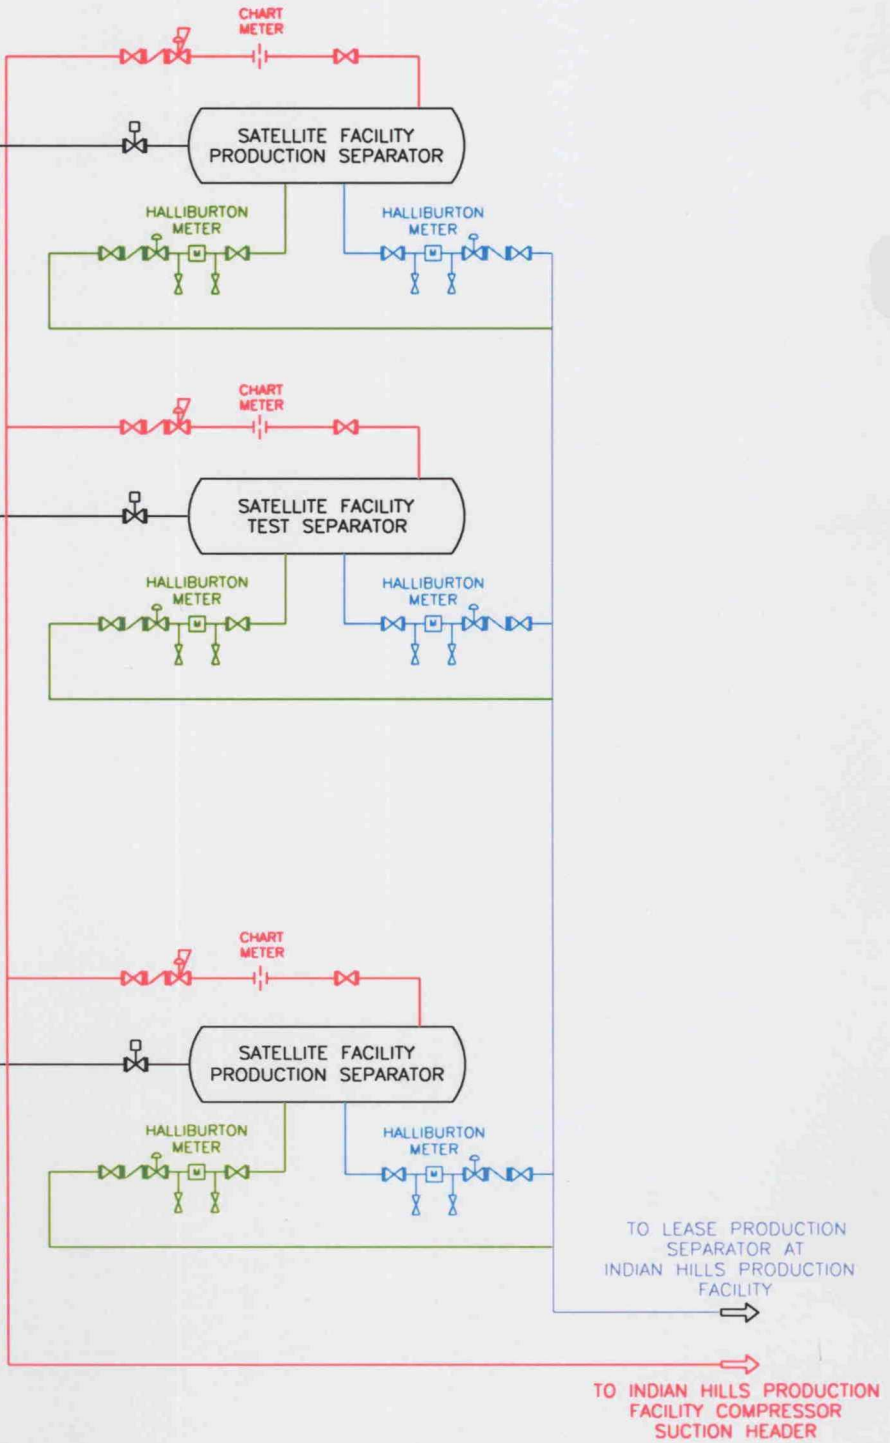 CHART
METER
SATELLITE FACILITY
PRODUCTION SEPARATOR
HALLIBURTON
METER
M
HALLIBURTON
METER
M
CHART
METER
SATELLITE FACILITY
TEST SEPARATOR
HALLIBURTON
METER
M
HALLIBURTON
METER
M
CHART
METER
SATELLITE FACILITY
PRODUCTION SEPARATOR
HALLIBURTON
METER
M
HALLIBURTON
METER
M
TO LEASE PRODUCTION
SEPARATOR AT
INDIAN HILLS PRODUCTION
FACILITY
TO INDIAN HILLS PRODUCTION
FACILITY COMPRESSOR
SUCTION HEADER